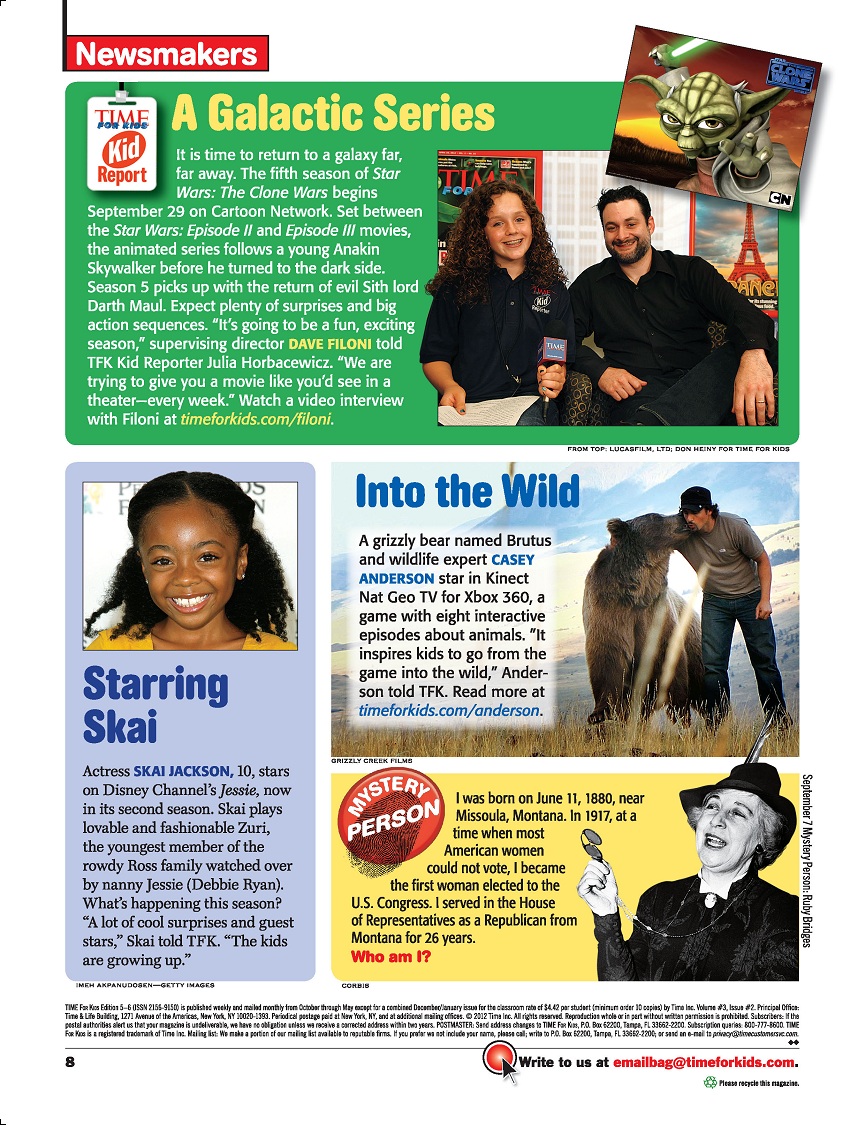 Newsmakers
STAR WARS
CLONE WARS
CN
TIME
FOR KIDS
Kid
Report
A Galactic Series
It is time to return to a galaxy far,
far away. The fifth season of Star
Wars: The Clone Wars begins
September 29 on Cartoon Network. Set between
the Star Wars: Episode II and Episode III movies,
the animated series follows a young Anakin
Skywalker before he turned to the dark side.
Season 5 picks up with the return of evil Sith lord
Darth Maul. Expect plenty of surprises and big
action sequences. "It's going to be a fun, exciting
season," supervising director DAVE FILONI told
TFK Kid Reporter Julia Horbacewicz. "We are
trying to give you a movie like you'd see in a
theater—every week." Watch a video interview
with Filoni at timeforkids.com/filoni.
TIME
FOR
TIME
Kid
Reporter
TIME
FROM TOP: LUCASFILM, LTD; DON HEINY FOR TIME FOR KIDS
Starring
Skai
Actress SKAI JACKSON, 10, stars
on Disney Channel's Jessie, now
in its second season. Skai plays
lovable and fashionable Zuri,
the youngest member of the
rowdy Ross family watched over
by nanny Jessie (Debbie Ryan).
What's happening this season?
"A lot of cool surprises and guest
stars," Skai told TFK. "The kids
are growing up."
IMEH AKPANUDOSEN—GETTY IMAGES
Into the Wild
A grizzly bear named Brutus
and wildlife expert CASEY
ANDERSON star in Kinect
Nat Geo TV for Xbox 360, a
game with eight interactive
episodes about animals. "It
inspires kids to go from the
game into the wild," Ander-
son told TFK. Read more at
timeforkids.com/anderson.
GRIZZLY CREEK FILMS
MYSTERY
PERSON
I was born on June 11, 1880, near
Missoula, Montana. In 1917, at a
time when most
American women
could not vote, I became
the first woman elected to the
U.S. Congress. I served in the House
of Representatives as a Republican from
Montana for 26 years.
Who am I?
CORBIS
September 7 Mystery Person: Ruby Bridges
TIME FOR KIDS Edition 5–6 (ISSN 2156-9150) is published weekly and mailed monthly from October through May except for a combined December/January issue for the classroom rate of $4.42 per student (minimum order 10 copies) by Time Inc. Volume #3, Issue #2. Principal Office:
Time & Life Building, 1271 Avenue of the Americas, New York, NY 10020-1393. Periodical postage paid at New York, NY, and at additional mailing offices. © 2012 Time Inc. All rights reserved. Reproduction whole or in part without written permission is prohibited. Subscribers: If the
postal authorities alert us that your magazine is undeliverable, we have no obligation unless we receive a corrected address within two years. POSTMASTER: Send address changes to TIME FOR KIDS, P.O. Box 62200, Tampa, FL 33662-2200. Subscription queries: 800-777-8600. TIME
FOR KIDS is a registered trademark of Time Inc. Mailing list: We make a portion of our mailing list available to reputable firms. If you prefer we not include your name, please call; write to P.O. Box 62200, Tampa, FL 33662-2200; or send an e-mail to privacy@timecustomersvc.com.
8
Write to us at emailbag@timeforkids.com.
Please recycle this magazine.